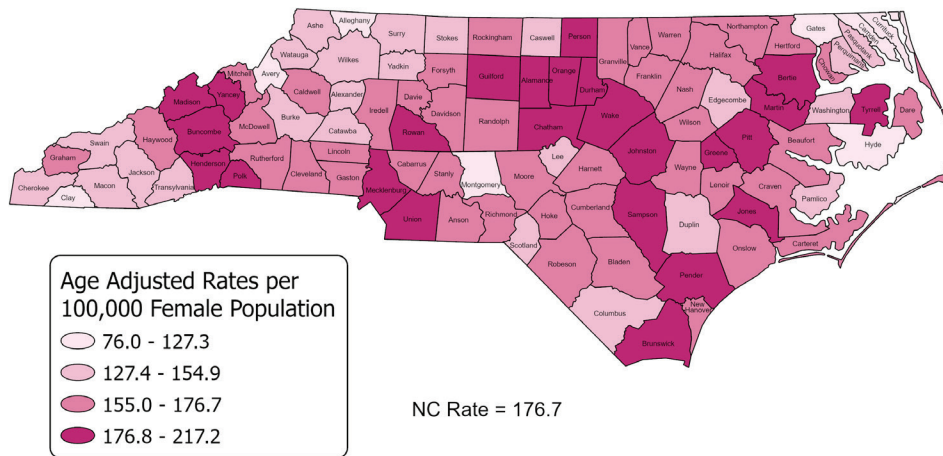 Ashe
Alleghany
Surry
Stokes
Rockingham
Caswell
Person
Granville
Vance
Warren
Northampton
Halifax
Hertford
Gates
Currituck
Camden
Pasquotank
Perquimans
Chowan
Watauga
Wilkes
Yadkin
Forsyth
Guilford
Alamance
Orange
Durham
Franklin
Nash
Edgecombe
Bertie
Mitchell
Avery
Caldwell
Alexander
Iredell
Davie
Davidson
Randolph
Chatham
Wake
Wilson
Martin
Washington
Tyrrell
Dare
Madison
Yancey
Burke
Catawba
Rowan
Johnston
Greene
Pitt
Beaufort
Hyde
Buncombe
McDowell
Haywood
Swain
Graham
Rutherford
Lincoln
Cleveland
Gaston
Cabarrus
Stanly
Montgomery
Moore
Lee
Harnett
Wayne
Lenoir
Craven
Pamlico
Cherokee
Clay
Macon
Jackson
Transylvania
Henderson
Polk
Mecklenburg
Union
Anson
Richmond
Hoke
Cumberland
Sampson
Duplin
Jones
Carteret
Onslow
Scotland
Robeson
Bladen
Pender
New
Hanover
Columbus
Brunswick
Age Adjusted Rates per
100,000 Female Population
76.0 - 127.3
127.4 - 154.9
155.0 - 176.7
176.8 - 217.2
NC Rate = 176.7